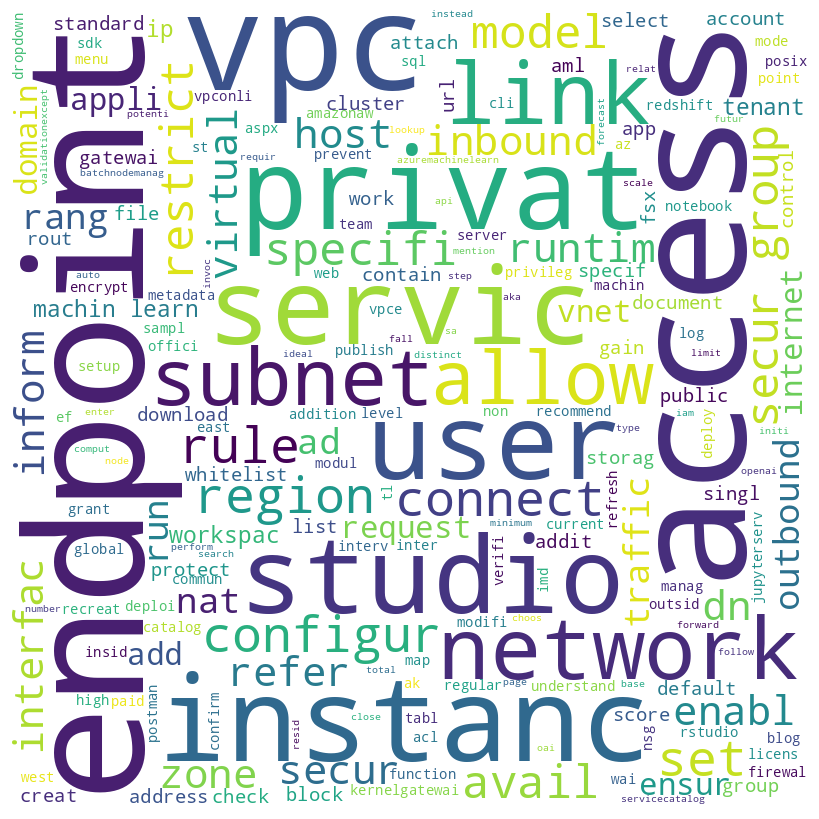 instead
standard
ip
vpc
model
select
account
dropdown
sdk
menu
vpconli
attach
sql
relat
mode
posix
point
potenti
appli
amazonaw
cluster
url
cli
link
aml
redshift
tenant
validationexcept
domain
restrict
aspx
host
lookup
inbound
forecast
app
az
futur
gatewai
batchnodemanag
st
requir
prevent
azuremachinelearn
access
endpoint
rang
file
virtual
privat
work
team
server
api
scale
fsx
notebook
group
control
rout
specifi
runtim
encrypt
auto
metadata
invoc
web
contain
step
mention
privileg
specif
machin
machin learn
sampl
vpce
aka
servic
vnet
document
internet
inform
offici
setup
ideal
publish
fall
sa
distinct
gain
log
limit
secur
ef
enter
download
subnet
allow
public
iam
east
addition
level
non
recommend
type
deploy
initi
comput
node
rule
ad
modul
tl
user
storag
refresh
openai
whitelist
region
connect
singl
grant
run
list
request
minimum
current
traffic
outbound
global
perform
search
workspac
interv
inter
verifi
addit
jupyterserv
interfac
protect
commun
studio
imd
manag
outsid
number
recreat
deploi
nat
dn
catalog
configur
modifi
choos
forward
insid
add
network
follow
high
paid
postman
refer
map
total
regular
page
understand
base
default
ak
confirm
resid
close
tabl
score
enabl
rstudio
blog
acl
nsg
licens
west
instanc
oai
set
firewal
zone
secur
function
avail
wai
ensur
group
creat
address
check
block
kernelgatewai
servicecatalog